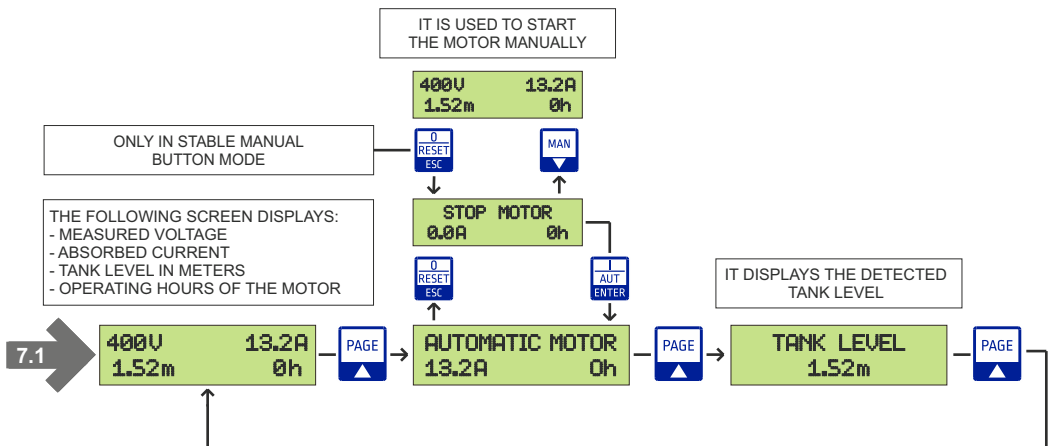 IT IS USED TO START
THE MOTOR MANUALLY
400V 13.2A
1.52m 0h
ONLY IN STABLE MANUAL
BUTTON MODE
0
RESET
ESC
MAN
THE FOLLOWING SCREEN DISPLAYS:
- MEASURED VOLTAGE
- ABSORBED CURRENT
- TANK LEVEL IN METERS
- OPERATING HOURS OF THE MOTOR
STOP MOTOR
0.0A 0h
0
RESET
ESC
I
AUT
ENTER
IT DISPLAYS THE DETECTED
TANK LEVEL
7.1
400V 13.2A
1.52m 0h
PAGE
AUTOMATIC MOTOR
13.2A 0h
PAGE
TANK LEVEL
1.52m
PAGE